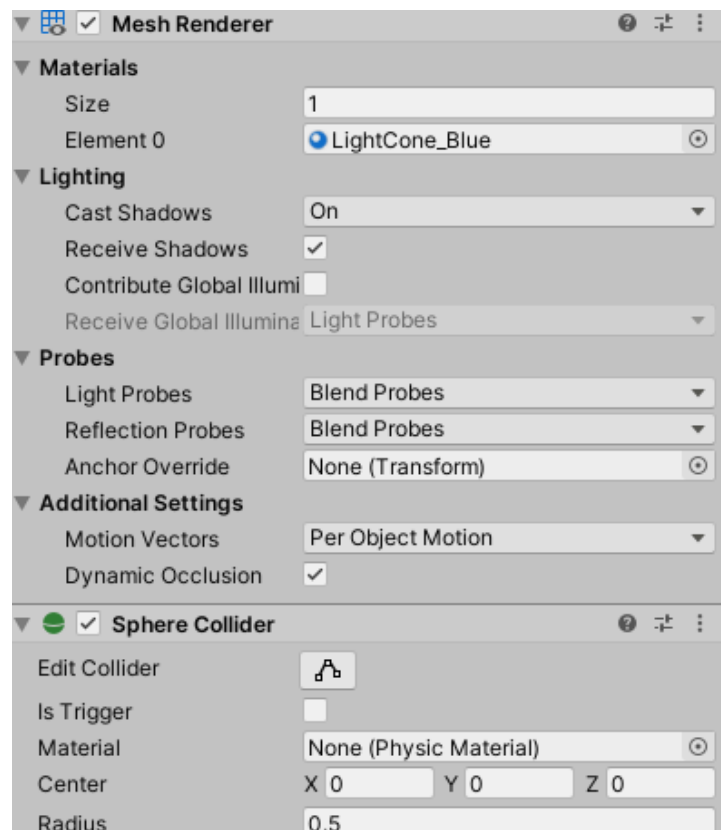 Mesh Renderer
Materials
Size 1
Element 0 LightCone_Blue
Lighting
Cast Shadows On
Receive Shadows
Contribute Global Illumi
Receive Global Illumina Light Probes
Probes
Light Probes Blend Probes
Reflection Probes Blend Probes
Anchor Override None (Transform)
Additional Settings
Motion Vectors Per Object Motion
Dynamic Occlusion
Sphere Collider
Edit Collider
Is Trigger
Material None (Physic Material)
Center X 0 Y 0 Z 0
Radius 0.5